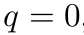 q = 0.